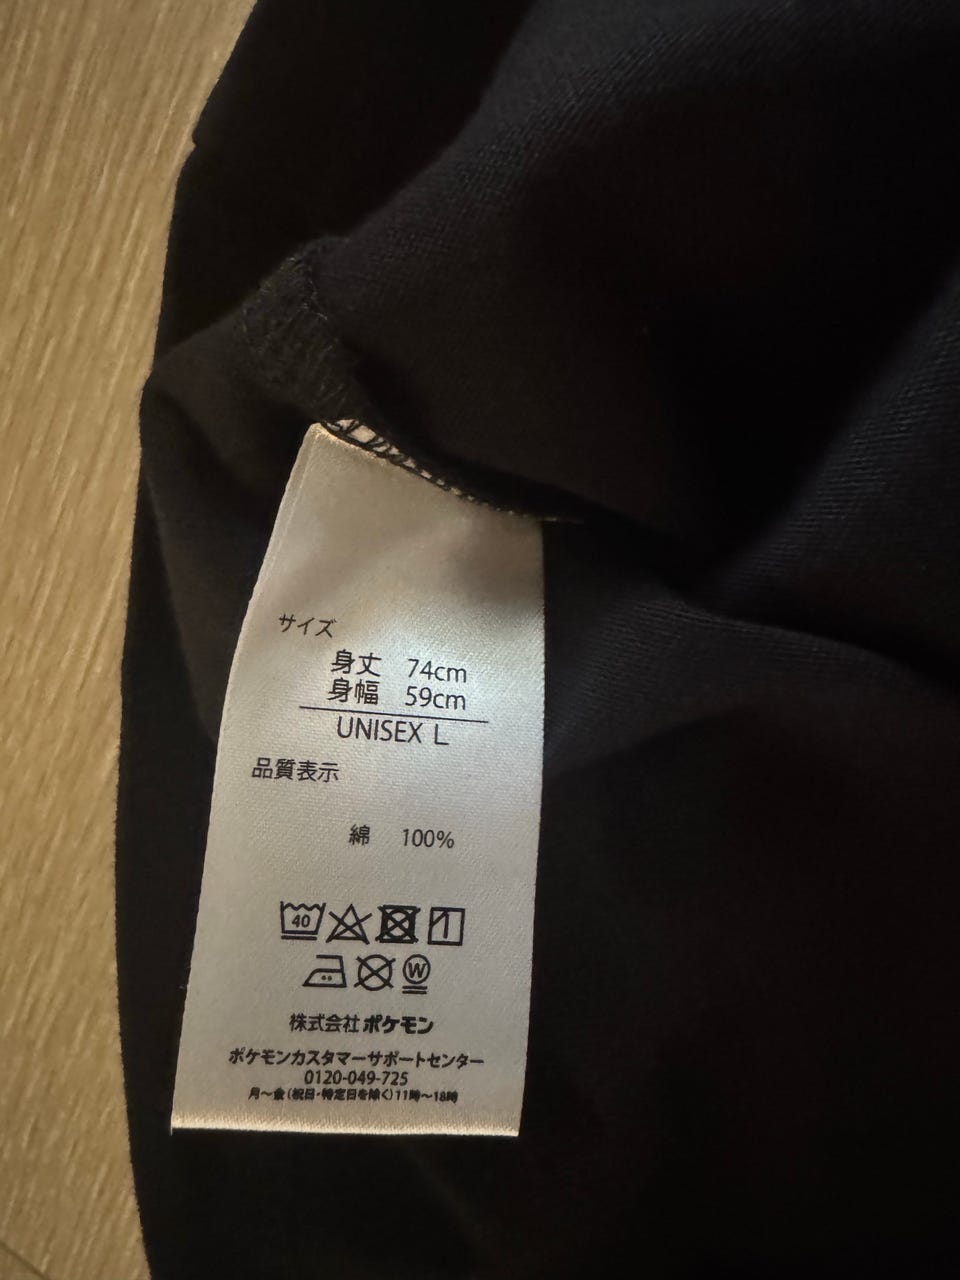 サイズ
身丈 74cm
身幅 59cm
UNISEX L
品質表示
綿 100%
40
W
株式会社ポケモン
ポケモンカスタマーサポートセンター
0120-049-725
月～金(祝日・特定日を除く)11時～18時